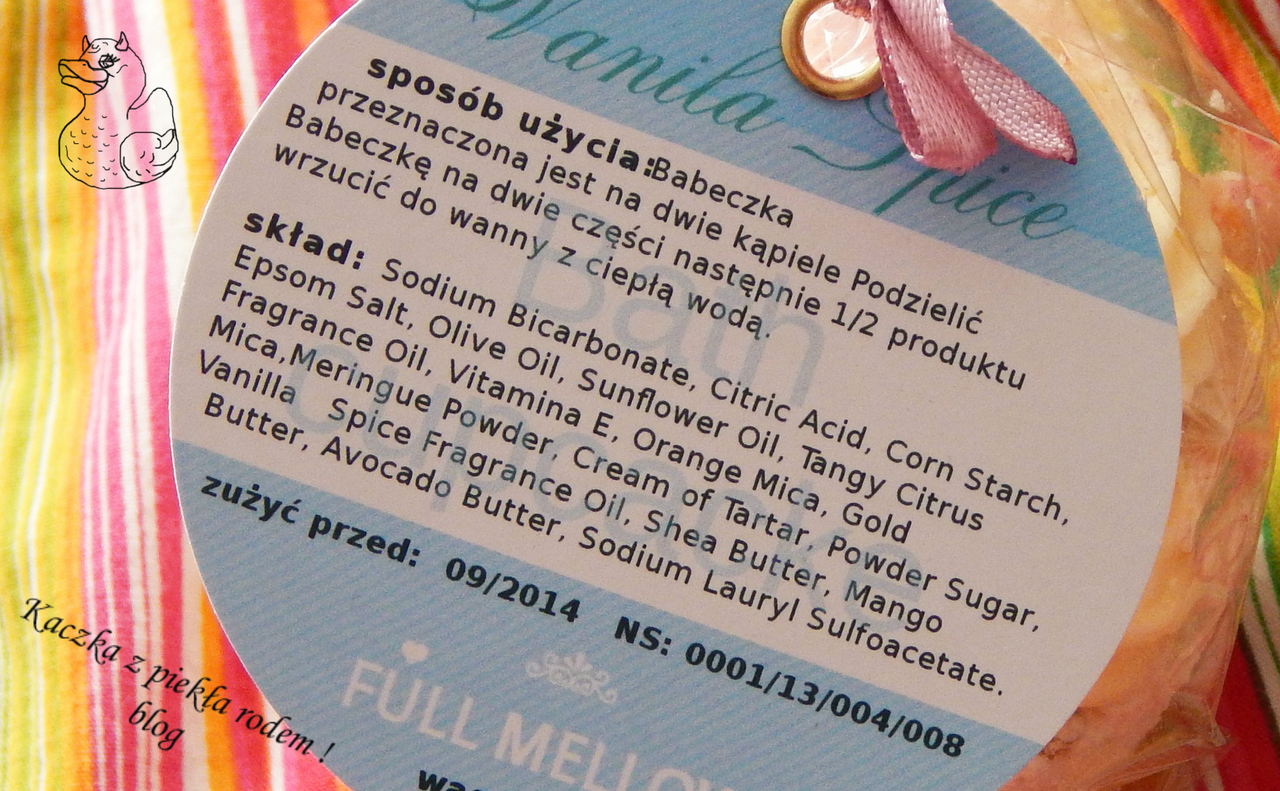 Vanila Spice
sposób użycia:Babeczka
przeznaczona jest na dwie kąpiele Podzielić
Babeczkę na dwie części następnie 1/2 produktu
wrzucić do wanny z ciepłą wodą.
skład: Sodium Bicarbonate, Citric Acid, Corn Starch,
Epsom Salt, Olive Oil, Sunflower Oil, Tangy Citrus
Fragrance Oil, Vitamina E, Orange Mica, Gold
Mica,Meringue Powder, Cream of Tartar, Powder Sugar,
Vanilla Spice Fragrance Oil, Shea Butter, Mango
Butter, Avocado Butter, Sodium Lauryl Sulfoacetate.
Bath
Cupcake
zużyć przed: 09/2014 NS: 0001/13/004/008
FULL MELLOW
Kaczka z piekła rodem !
blog